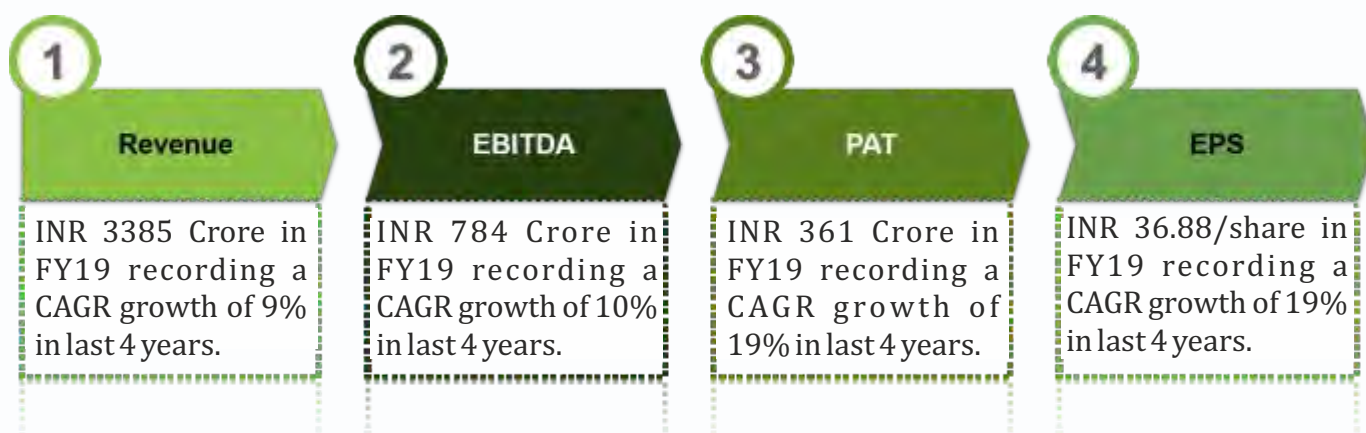 1
Revenue
INR 3385 Crore in
FY19 recording a
CAGR growth of 9%
in last 4 years.
2
EBITDA
INR 784 Crore in
FY19 recording a
CAGR growth of 10%
in last 4 years.
3
PAT
INR 361 Crore in
FY19 recording a
CAGR growth of
19% in last 4 years.
4
EPS
INR 36.88/share in
FY19 recording a
CAGR growth of 19%
in last 4 years.